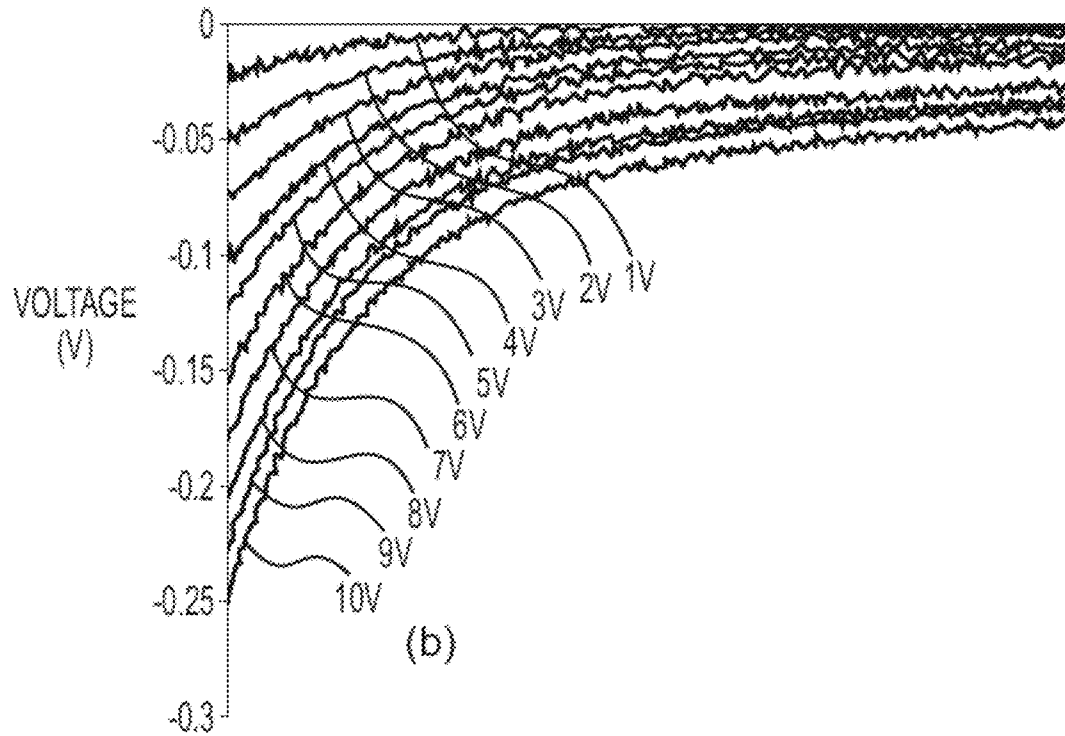 0
-0.05
-0.1
-0.15
-0.2
-0.25
-0.3
VOLTAGE
(V)
1V
2V
3V
4V
5V
6V
7V
8V
9V
10V
(b)